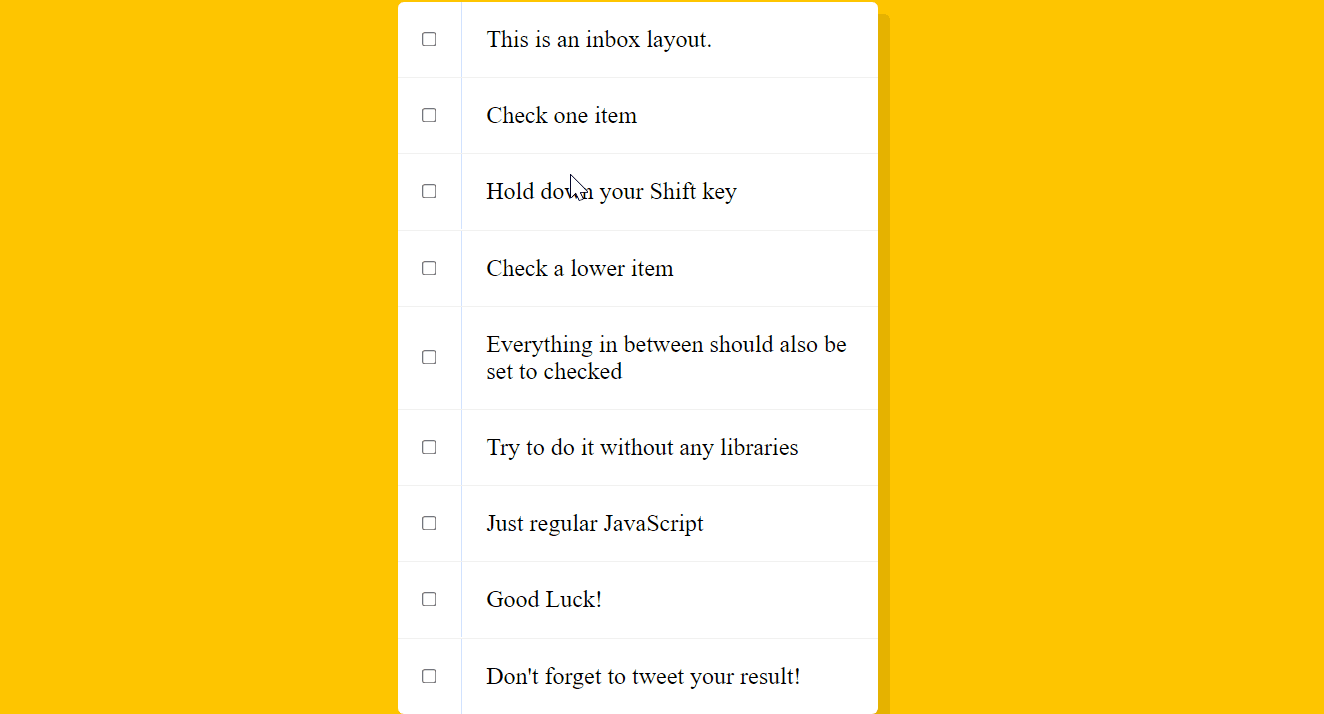 This is an inbox layout.
Check one item
Hold down your Shift key
Check a lower item
Everything in between should also be
set to checked
Try to do it without any libraries
Just regular JavaScript
Good Luck!
Don't forget to tweet your result!